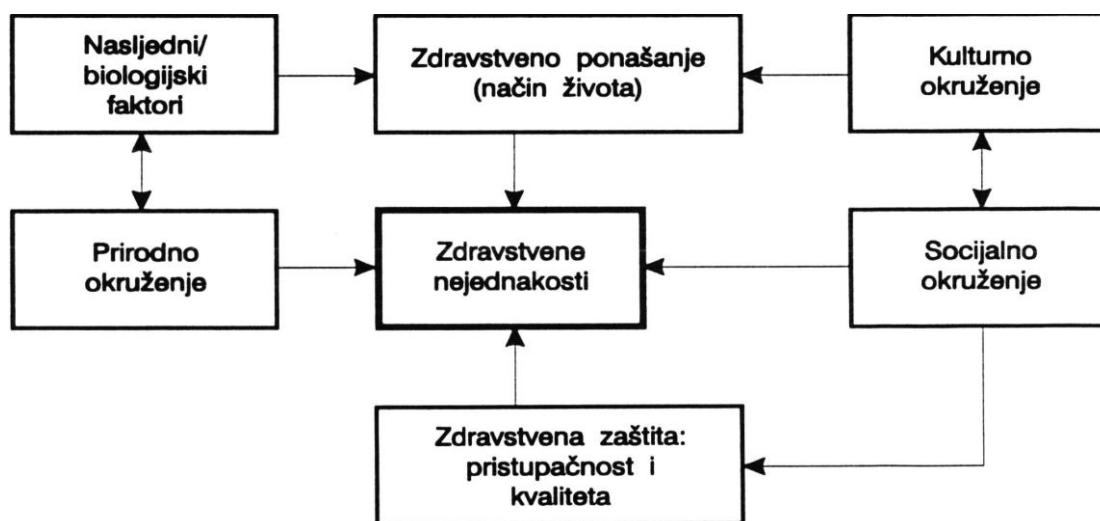 Nasljedni/
biologijski
faktori
Zdravstveno ponašanje
(način života)
Kulturno
okruženje
Prirodno
okruženje
Zdravstvene
nejednakosti
Socijalno
okruženje
Zdravstvena zaštita:
pristupačnost i
kvaliteta